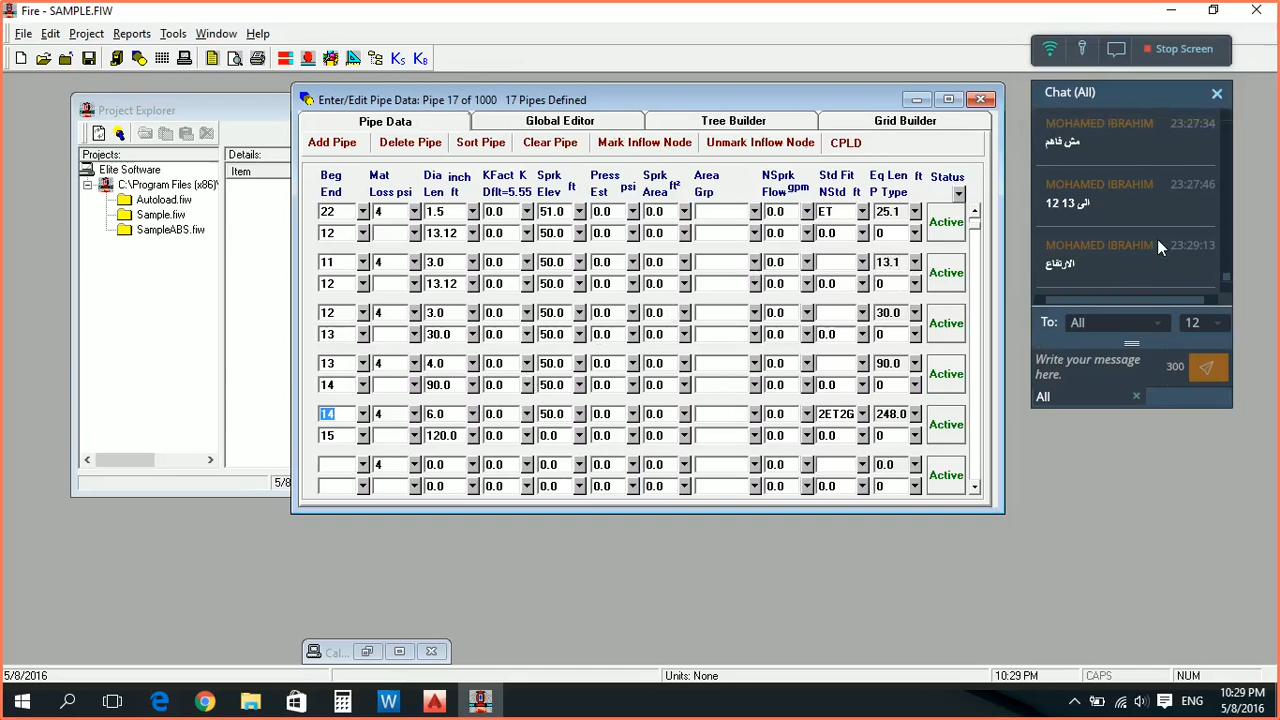 Fire - SAMPLE.FIW
File Edit Project Reports Tools Window Help
KS KB
Stop Screen
Project Explorer
Projects: Details:
Elite Software Item
C:\Program Files (x86)\
Autoload.fiw
Sample.fiw
SampleABS.fiw
5/8
Enter/Edit Pipe Data: Pipe 17 of 1000 17 Pipes Defined
Pipe Data Global Editor Tree Builder Grid Builder
Add Pipe Delete Pipe Sort Pipe Clear Pipe Mark Inflow Node Unmark Inflow Node CPLD
Beg Mat Dia inch KFact K Sprk Press Sprk Area NSprk Std Fit Eq Len ft Status
End Loss psi Len ft Dflt=5.55 Elev ft Est psi Area ft² Grp Flow gpm NStd ft P Type
22 4 1.5 0.0 51.0 0.0 0.0 0.0 ET 25.1 Active
12 13.12 0.0 50.0 0.0 0.0 0.0 0.0 0
11 4 3.0 0.0 50.0 0.0 0.0 0.0 13.1 Active
12 13.12 0.0 50.0 0.0 0.0 0.0 0.0 0
12 4 3.0 0.0 50.0 0.0 0.0 0.0 30.0 Active
13 30.0 0.0 50.0 0.0 0.0 0.0 0.0 0
13 4 4.0 0.0 50.0 0.0 0.0 0.0 90.0 Active
14 90.0 0.0 50.0 0.0 0.0 0.0 0.0 0
14 4 6.0 0.0 50.0 0.0 0.0 0.0 2ET2G 248.0 Active
15 120.0 0.0 0.0 0.0 0.0 0.0 0.0 0
4 0.0 0.0 0.0 0.0 0.0 0.0 0.0 Active
0.0 0.0 0.0 0.0 0.0 0.0 0.0 0
Chat (All)
MOHAMED IBRAHIM 23:27:34
مش فاهم
MOHAMED IBRAHIM 23:27:46
12 الى 13
MOHAMED IBRAHIM 23:29:13
الارتفاع
To: All 12
Write your message here. 300
All
Cal...
5/8/2016 Units: None 10:29 PM CAPS NUM
ENG 10:29 PM
5/8/2016